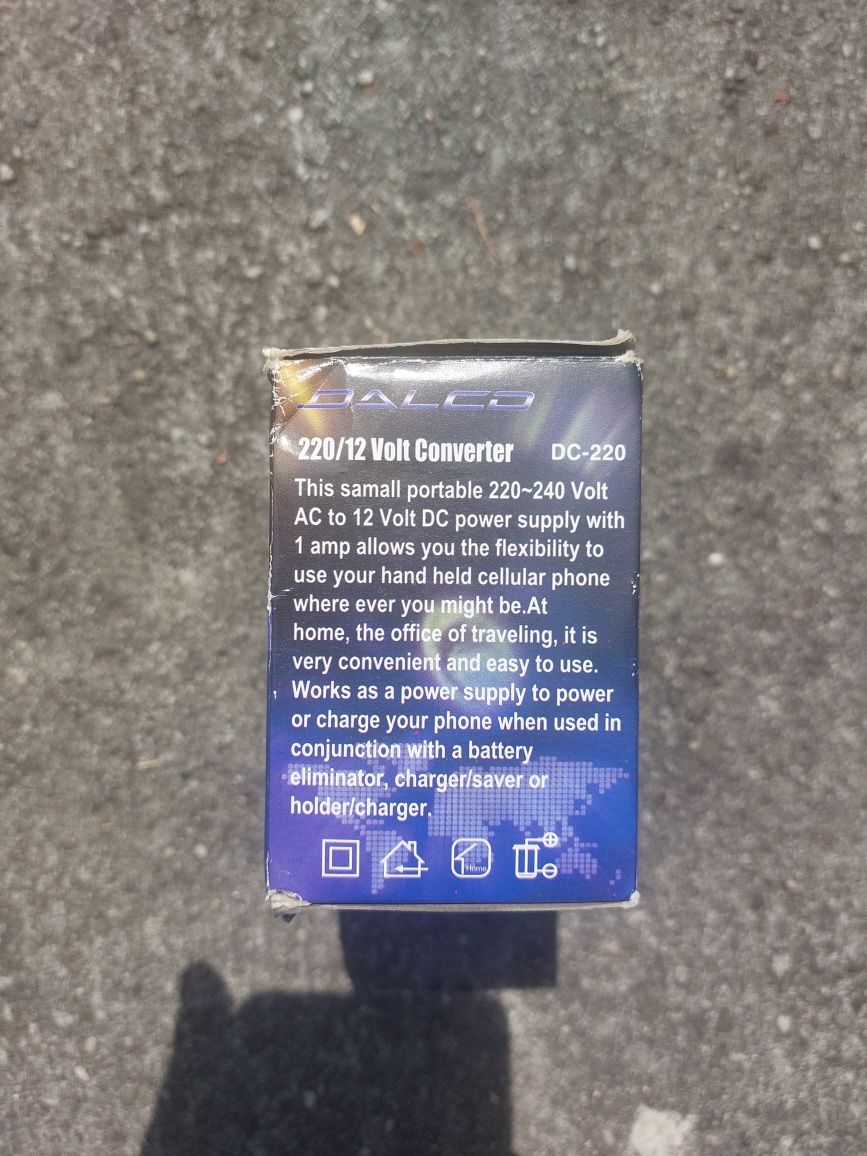 DALCO
220/12 Volt Converter DC-220
This samall portable 220~240 Volt
AC to 12 Volt DC power supply with
1 amp allows you the flexibility to
use your hand held cellular phone
where ever you might be.At
home, the office of traveling, it is
very convenient and easy to use.
Works as a power supply to power
or charge your phone when used in
conjunction with a battery
eliminator, charger/saver or
holder/charger.
Home